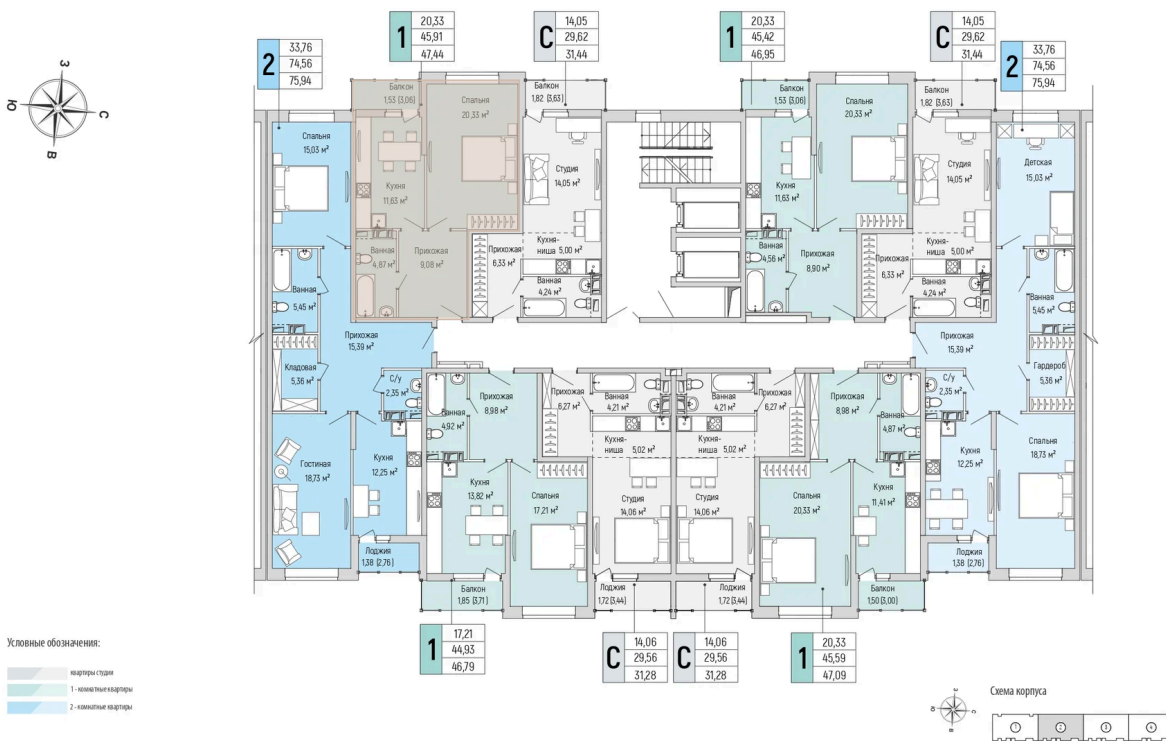 1
20,33
45,91
47,44
С
14,05
29,62
31,44
1
20,33
45,42
46,95
С
14,05
29,62
31,44
2
33,76
74,56
75,94
2
33,76
74,56
75,94
З
С
В
Ю
Балкон
1,53 (3,06)
Спальня
20,33 м²
Балкон
1,82 (3,63)
Балкон
1,53 (3,06)
Спальня
20,33 м²
Балкон
1,82 (3,63)
Спальня
15,03 м²
Кухня
11,63 м²
Студия
14,05 м²
Кухня
11,63 м²
Студия
14,05 м²
Детская
15,03 м²
Ванная
4,87 м²
Прихожая
9,08 м²
Прихожая
6,33 м²
Кухня-
ниша 5,00 м²
Ванная
4,24 м²
Ванная
4,56 м²
Прихожая
8,90 м²
Прихожая
6,33 м²
Кухня-
ниша 5,00 м²
Ванная
4,24 м²
Ванная
5,45 м²
Ванная
5,45 м²
Прихожая
15,39 м²
Прихожая
15,39 м²
Кладовая
5,36 м²
С/у
2,35 м²
Ванная
4,92 м²
Прихожая
8,98 м²
Прихожая
6,27 м²
Ванная
4,21 м²
Ванная
4,21 м²
Прихожая
6,27 м²
Прихожая
8,98 м²
Ванная
4,87 м²
С/у
2,35 м²
Гардероб
5,36 м²
Кухня-
ниша 5,02 м²
Кухня-
ниша 5,02 м²
Гостиная
18,73 м²
Кухня
12,25 м²
Кухня
13,82 м²
Спальня
17,21 м²
Студия
14,06 м²
Студия
14,06 м²
Спальня
20,33 м²
Кухня
11,41 м²
Кухня
12,25 м²
Спальня
18,73 м²
Лоджия
1,38 (2,76)
Балкон
1,85 (3,71)
Лоджия
1,72 (3,44)
Лоджия
1,72 (3,44)
Балкон
1,50 (3,00)
Лоджия
1,38 (2,76)
1
17,21
44,93
46,79
С
14,06
29,56
31,28
С
14,06
29,56
31,28
1
20,33
45,59
47,09
Условные обозначения:
квартиры студии
1 - комнатные квартиры
2 - комнатные квартиры
З
С
В
Ю
Схема корпуса
1
2
3
4